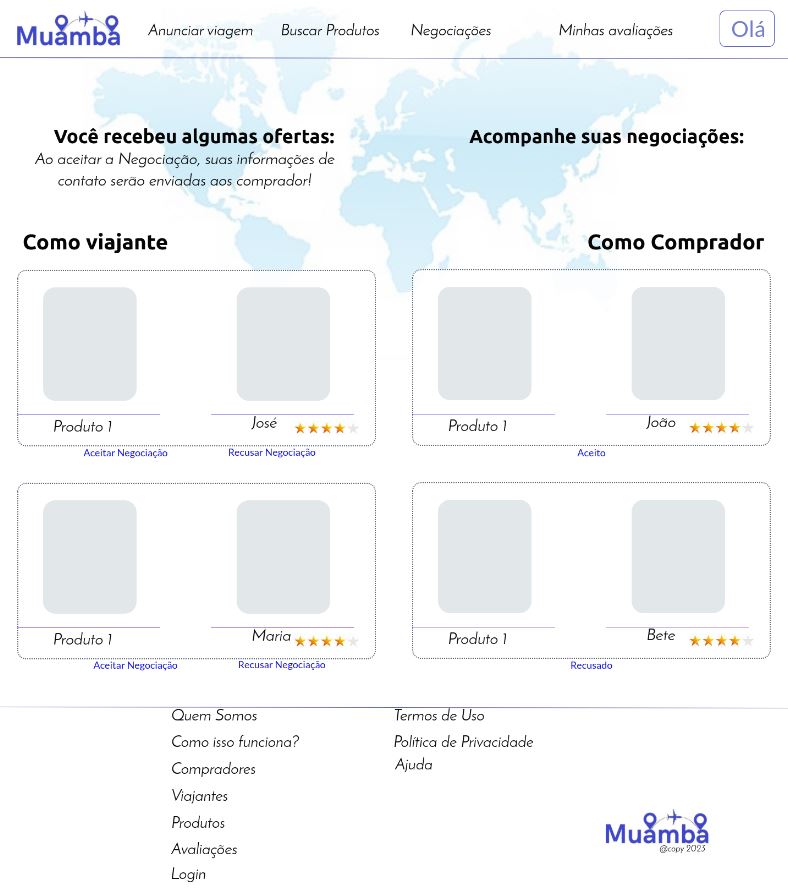 Muamba
Anunciar viagem
Buscar Produtos
Negociações
Minhas avaliações
Olá
Você recebeu algumas ofertas:
Ao aceitar a Negociação, suas informações de
contato serão enviadas aos comprador!
Acompanhe suas negociações:
Como viajante
Como Comprador
Produto 1
José
Aceitar Negociação
Recusar Negociação
Produto 1
João
Aceito
Produto 1
Maria
Aceitar Negociação
Recusar Negociação
Produto 1
Bete
Recusado
Quem Somos
Como isso funciona?
Compradores
Viajantes
Produtos
Avaliações
Login
Termos de Uso
Política de Privacidade
Ajuda
Muamba
@copy 2023